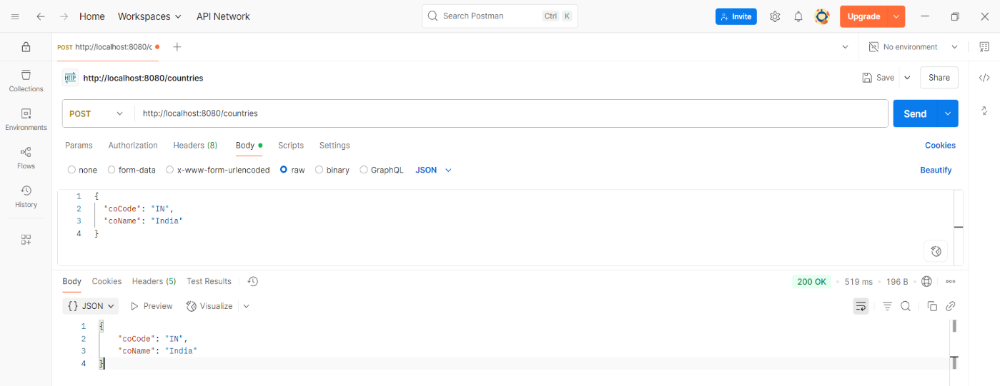 Home Workspaces API Network Search Postman Ctrl K Invite Upgrade
POST http://localhost:8080/c No environment
HTTP http://localhost:8080/countries Save Share
POST http://localhost:8080/countries Send
Params Authorization Headers (8) Body Scripts Settings Cookies
none form-data x-www-form-urlencoded raw binary GraphQL JSON Beautify
1 {
2 "coCode": "IN",
3 "coName": "India"
4 }
Collections
Environments
Flows
History
Body Cookies Headers (5) Test Results 200 OK 519 ms 196 B
{} JSON Preview Visualize
1 {
2 "coCode": "IN",
3 "coName": "India"
4 }